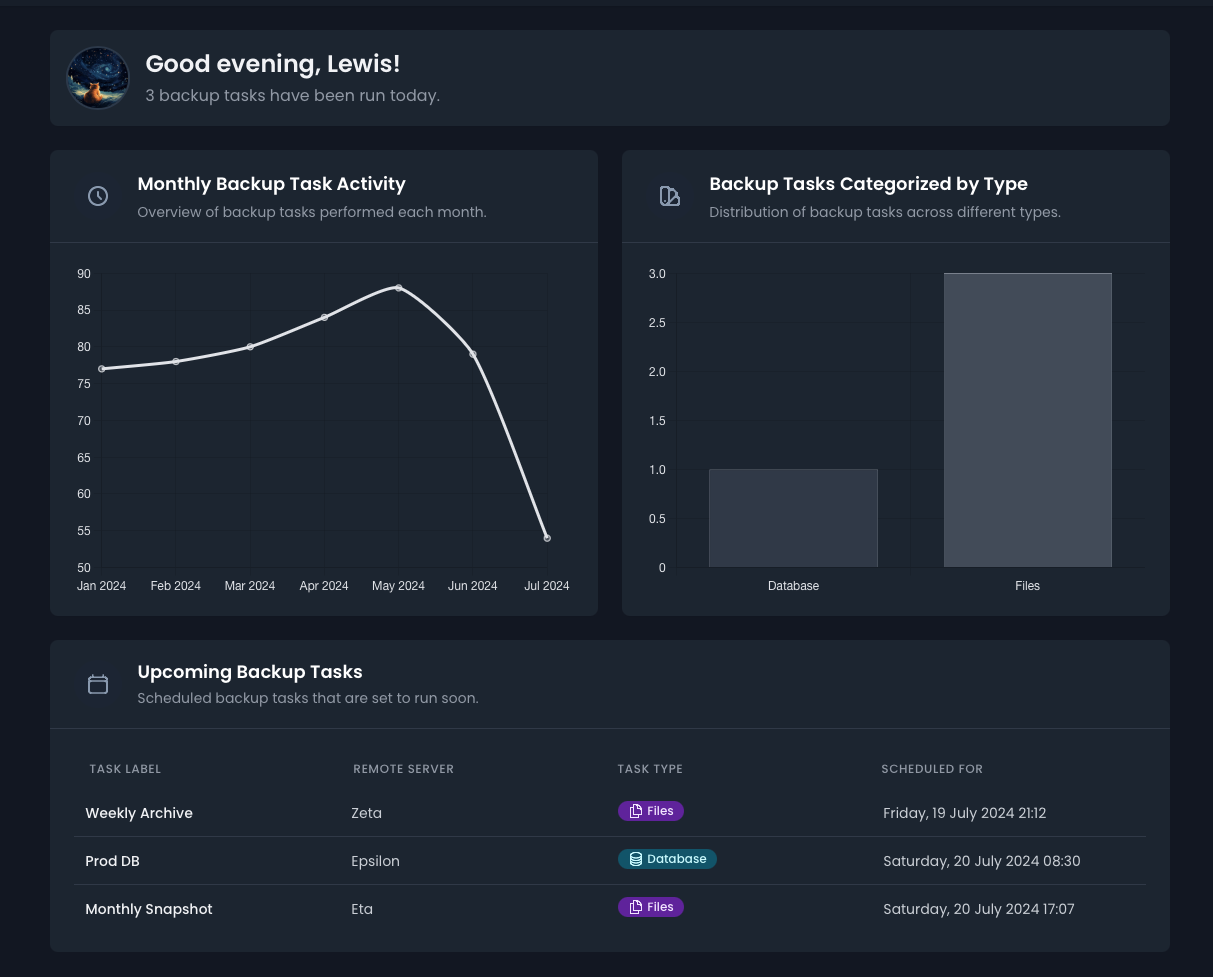 Good evening, Lewis!
3 backup tasks have been run today.
Monthly Backup Task Activity
Overview of backup tasks performed each month.
90
85
80
75
70
65
60
55
50
Jan 2024 Feb 2024 Mar 2024 Apr 2024 May 2024 Jun 2024 Jul 2024
Backup Tasks Categorized by Type
Distribution of backup tasks across different types.
3.0
2.5
2.0
1.5
1.0
0.5
0
Database Files
Upcoming Backup Tasks
Scheduled backup tasks that are set to run soon.
TASK LABEL REMOTE SERVER TASK TYPE SCHEDULED FOR
Weekly Archive Zeta Files Friday, 19 July 2024 21:12
Prod DB Epsilon Database Saturday, 20 July 2024 08:30
Monthly Snapshot Eta Files Saturday, 20 July 2024 17:07